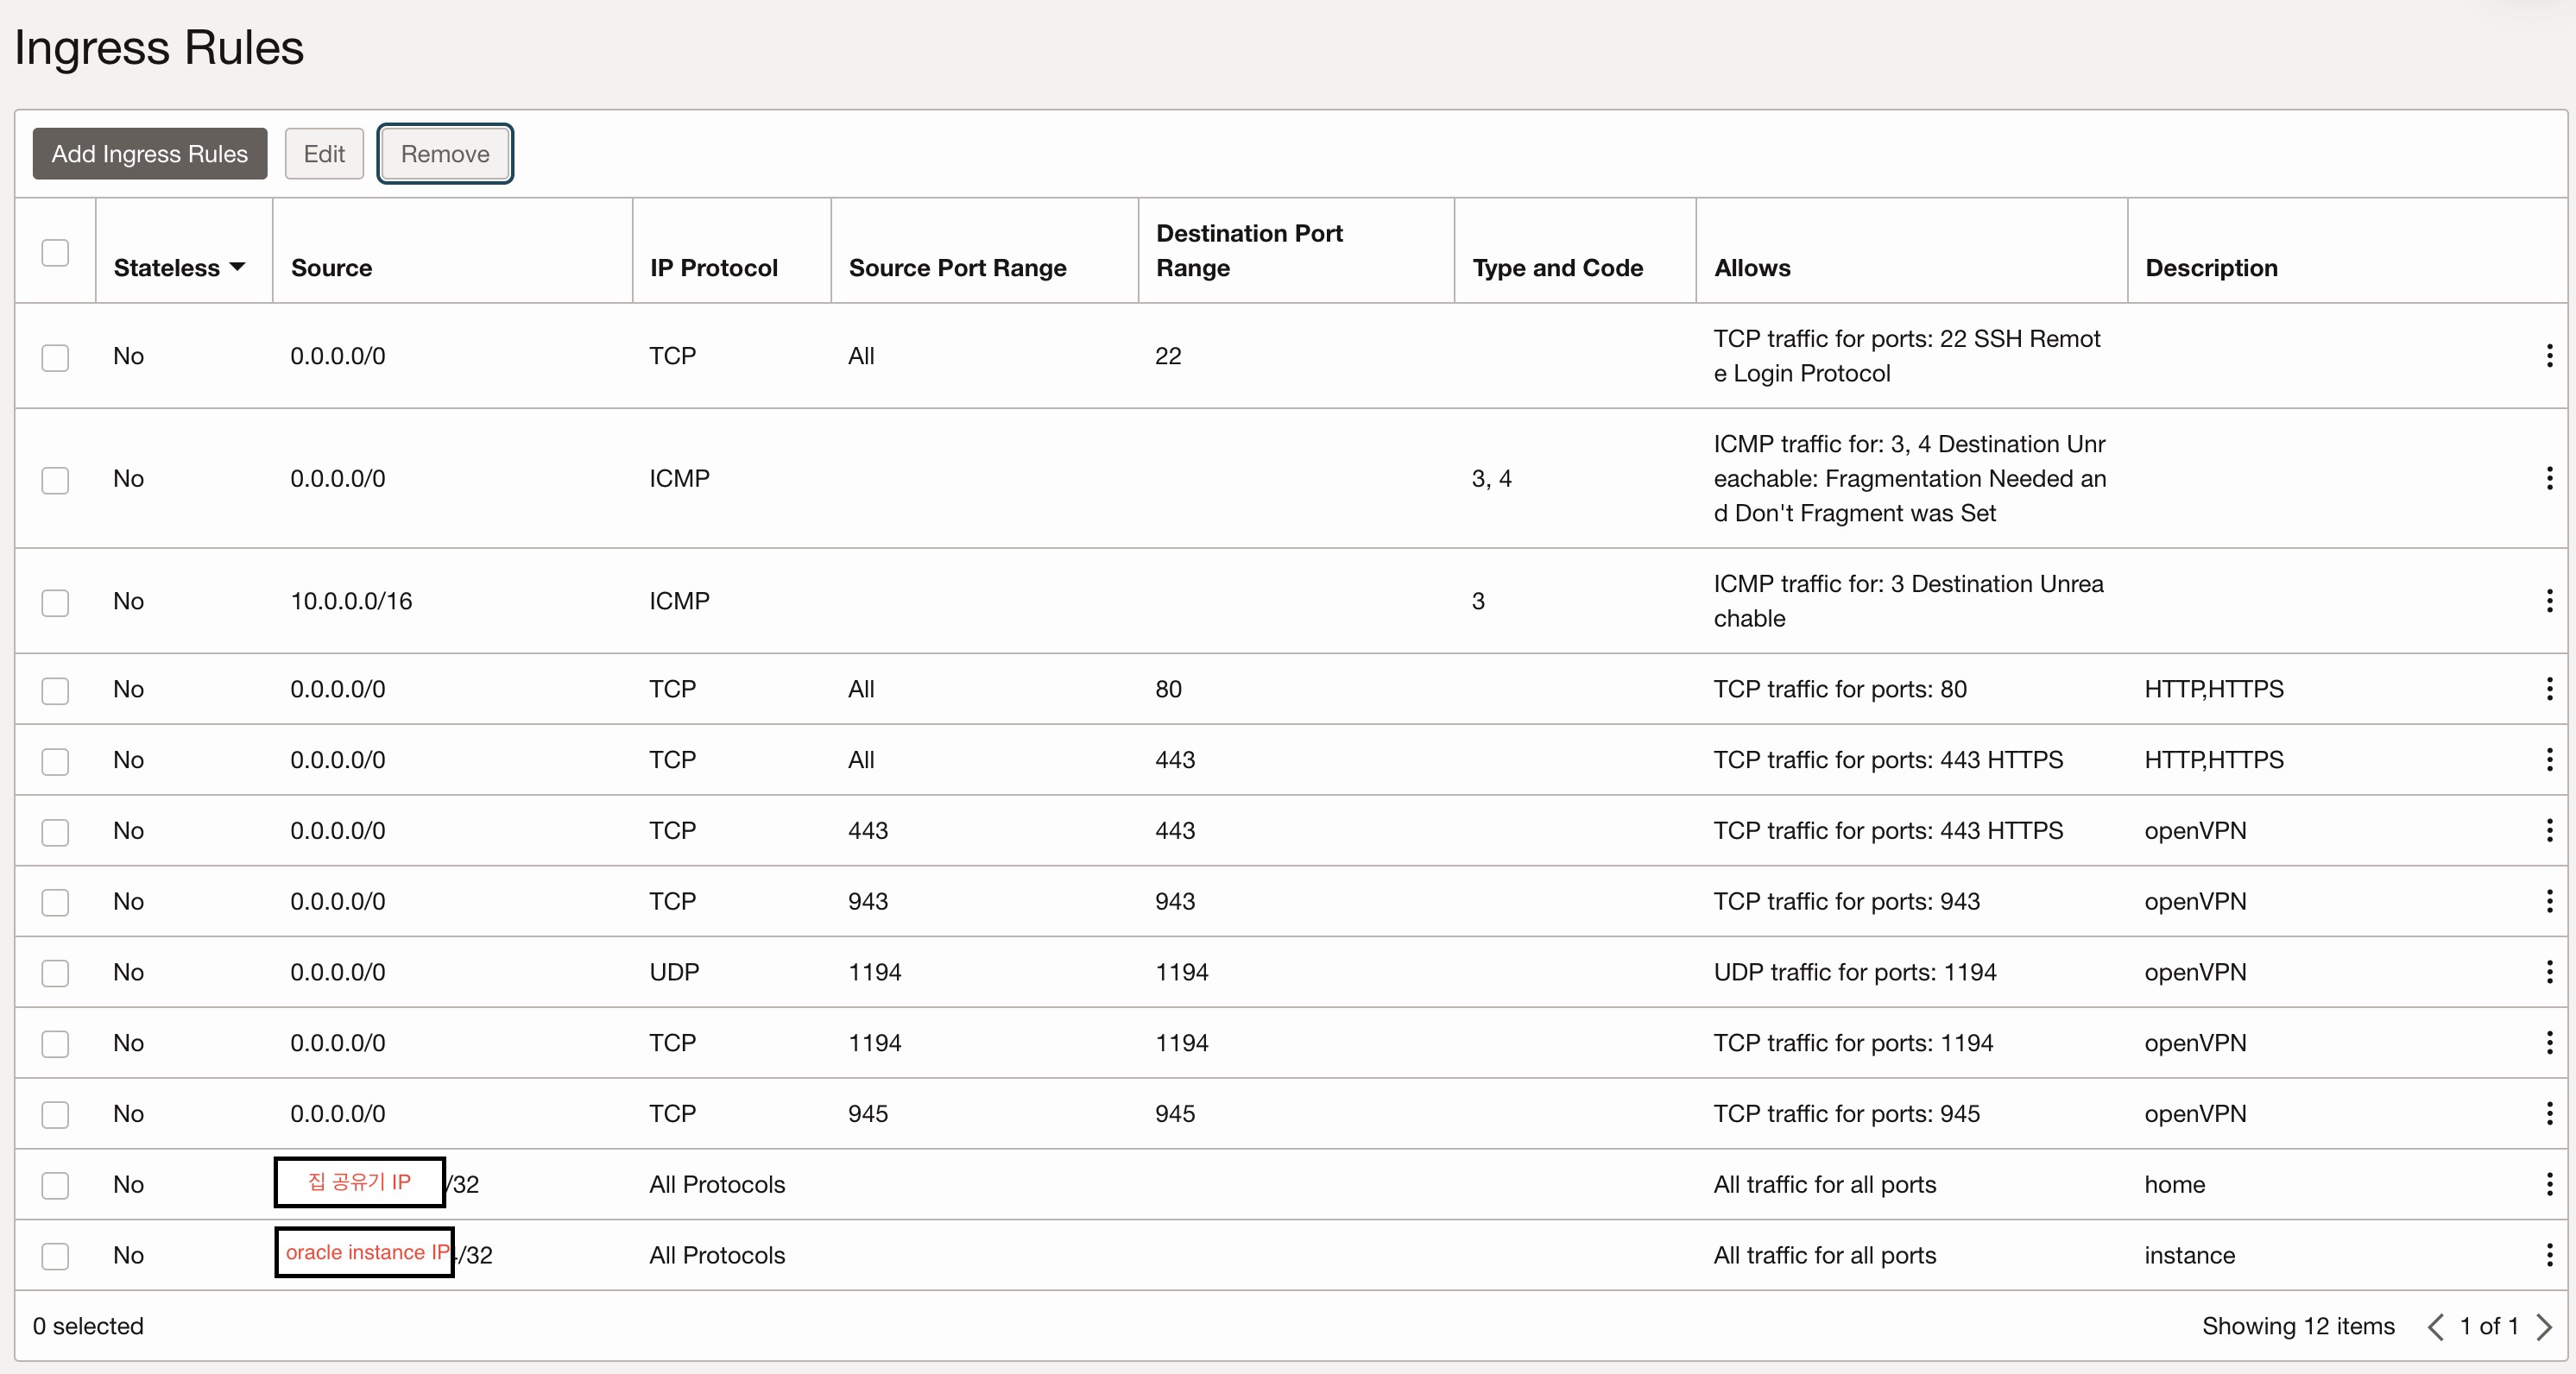 Ingress Rules
Add Ingress Rules Edit Remove
Stateless Source IP Protocol Source Port Range Destination Port Range Type and Code Allows Description
No 0.0.0.0/0 TCP All 22 TCP traffic for ports: 22 SSH Remot
e Login Protocol
No 0.0.0.0/0 ICMP 3, 4 ICMP traffic for: 3, 4 Destination Unr
eachable: Fragmentation Needed an
d Don't Fragment was Set
No 10.0.0.0/16 ICMP 3 ICMP traffic for: 3 Destination Unrea
chable
No 0.0.0.0/0 TCP All 80 TCP traffic for ports: 80 HTTP,HTTPS
No 0.0.0.0/0 TCP All 443 TCP traffic for ports: 443 HTTPS HTTP,HTTPS
No 0.0.0.0/0 TCP 443 443 TCP traffic for ports: 443 HTTPS openVPN
No 0.0.0.0/0 TCP 943 943 TCP traffic for ports: 943 openVPN
No 0.0.0.0/0 UDP 1194 1194 UDP traffic for ports: 1194 openVPN
No 0.0.0.0/0 TCP 1194 1194 TCP traffic for ports: 1194 openVPN
No 0.0.0.0/0 TCP 945 945 TCP traffic for ports: 945 openVPN
No 집 공유기 IP /32 All Protocols All traffic for all ports home
No oracle instance IP /32 All Protocols All traffic for all ports instance
0 selected Showing 12 items 1 of 1